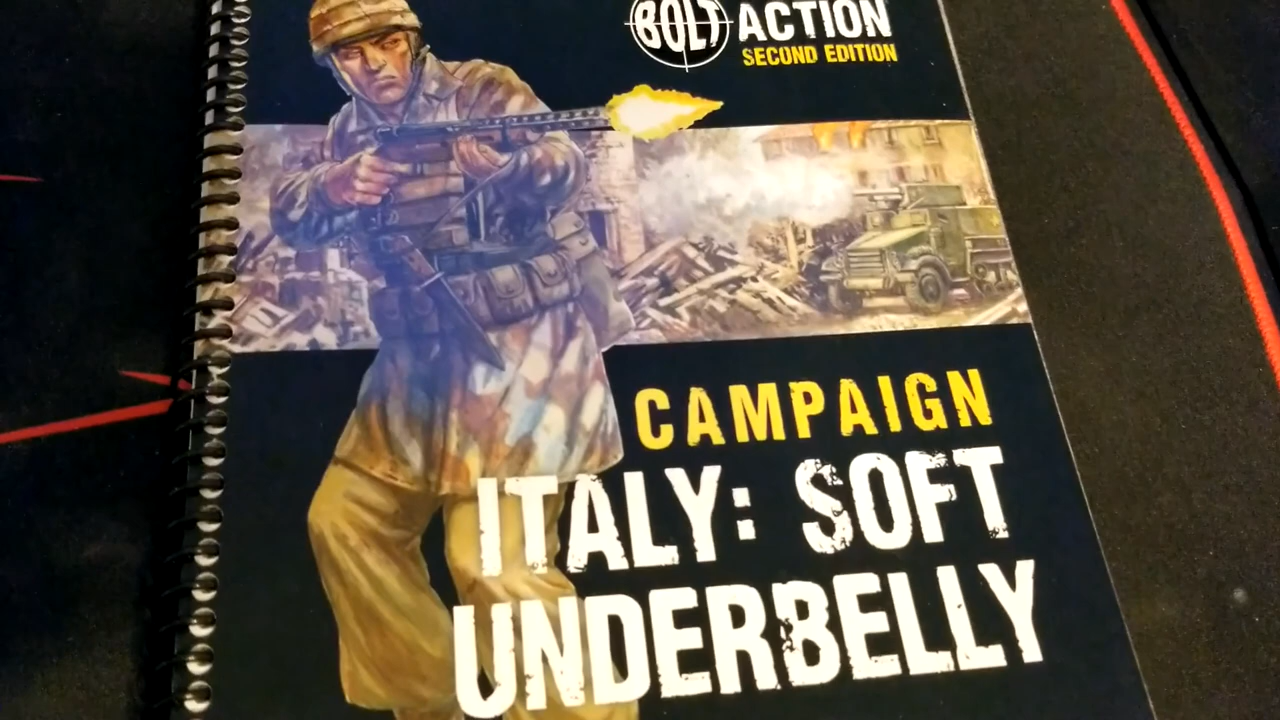 BOLT ACTION
SECOND EDITION
CAMPAIGN
ITALY: SOFT
UNDERBELLY